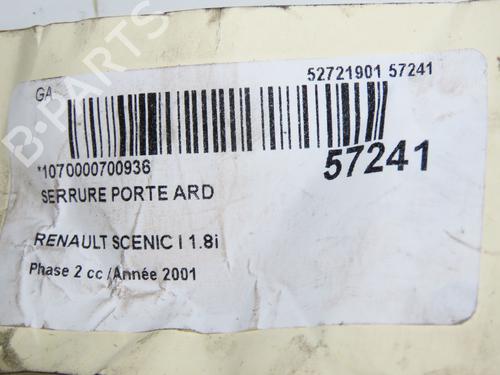 52721901 57241
GA
*1070000700936
57241
SERRURE PORTE ARD
RENAULT SCENIC I 1.8i
Phase 2 cc /Année 2001
B-PARTS